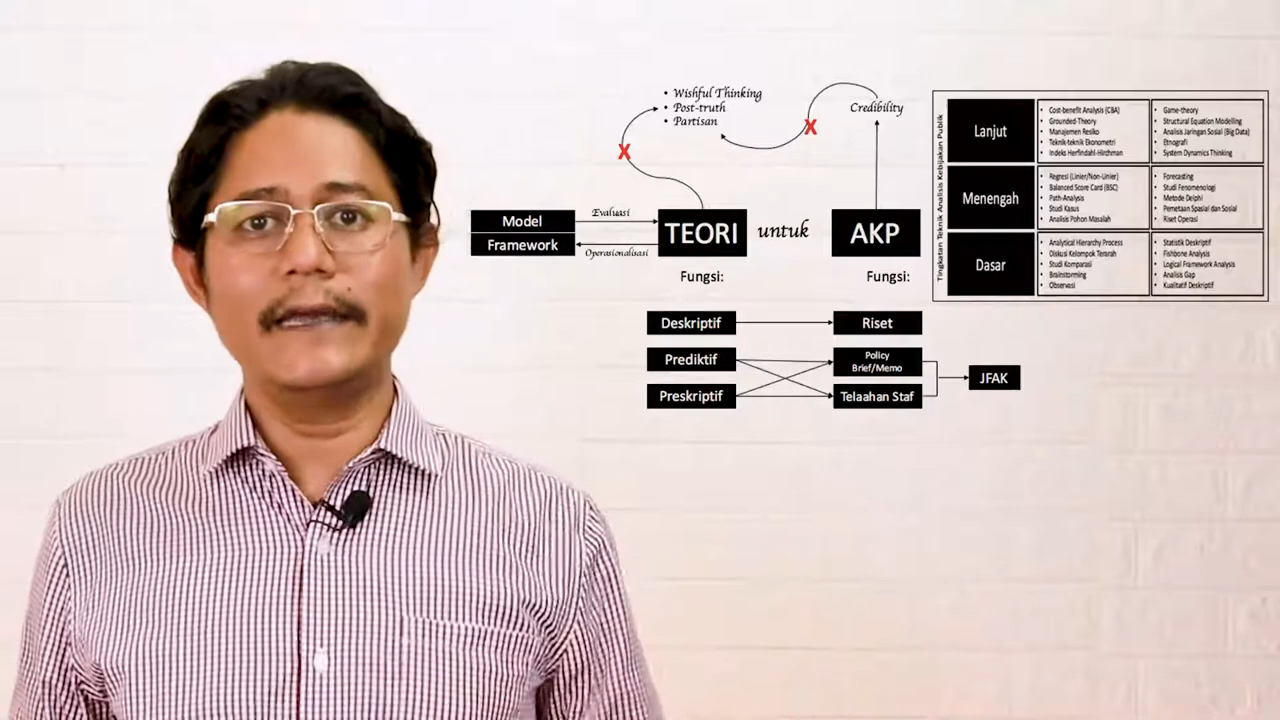 • Wishful Thinking
• Post-truth
• Partisan
X
X
Credibility
Model
Framework
Evaluasi
Operasionalisasi
TEORI
untuk
AKP
Fungsi:
Fungsi:
Deskriptif
Riset
Prediktif
Policy
Brief/Memo
Preskriptif
Telaahan Staf
JFAK
Tingkatan Teknik Analisis Kebijakan Publik
Lanjut
• Cost-benefit Analysis (CBA)
• Grounded-Theory
• Manajemen Resiko
• Teknik-teknik Ekonometri
• Indeks Herfindahl-Hirchman
• Game-theory
• Structural Equation Modelling
• Analisis Jaringan Sosial (Big Data)
• Etnografi
• System Dynamics Thinking
Menengah
• Regresi (Linier/Non-Linier)
• Balanced Score Card (BSC)
• Path-Analysis
• Studi Kasus
• Analisis Pohon Masalah
• Forecasting
• Studi Fenomenologi
• Metode Delphi
• Pemetaan Spasial dan Sosial
• Riset Operasi
Dasar
• Analytical Hierarchy Process
• Diskusi Kelompok Terarah
• Studi Komparasi
• Brainstorming
• Observasi
• Statistik Deskriptif
• Fishbone Analysis
• Logical Framework Analysis
• Analisis Gap
• Kualitatif Deskriptif